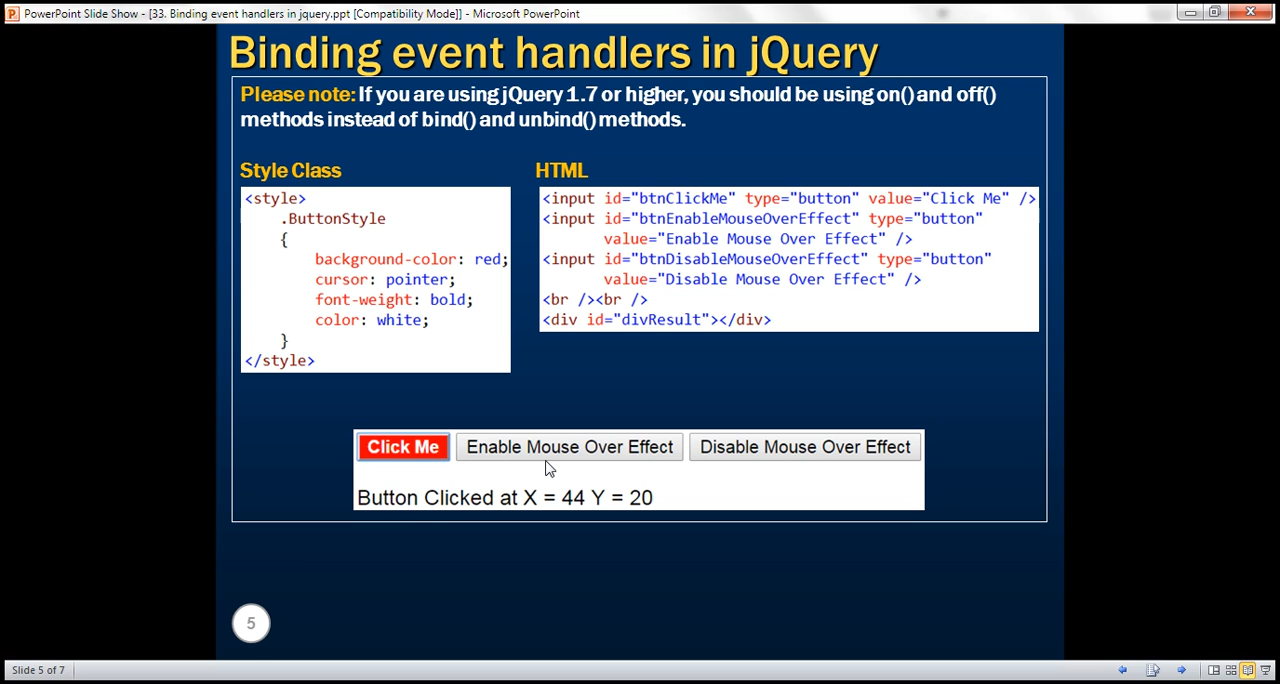 PowerPoint Slide Show - [33. Binding event handlers in jquery.ppt [Compatibility Mode]] - Microsoft PowerPoint
Binding event handlers in jQuery
Please note: If you are using jQuery 1.7 or higher, you should be using on() and off()
methods instead of bind() and unbind() methods.
Style Class
<style>
.ButtonStyle
{
background-color: red;
cursor: pointer;
font-weight: bold;
color: white;
}
</style>
HTML
<input id="btnClickMe" type="button" value="Click Me" />
<input id="btnEnableMouseOverEffect" type="button"
value="Enable Mouse Over Effect" />
<input id="btnDisableMouseOverEffect" type="button"
value="Disable Mouse Over Effect" />
<br /><br />
<div id="divResult"></div>
Click Me Enable Mouse Over Effect Disable Mouse Over Effect
Button Clicked at X = 44 Y = 20
5
Slide 5 of 7